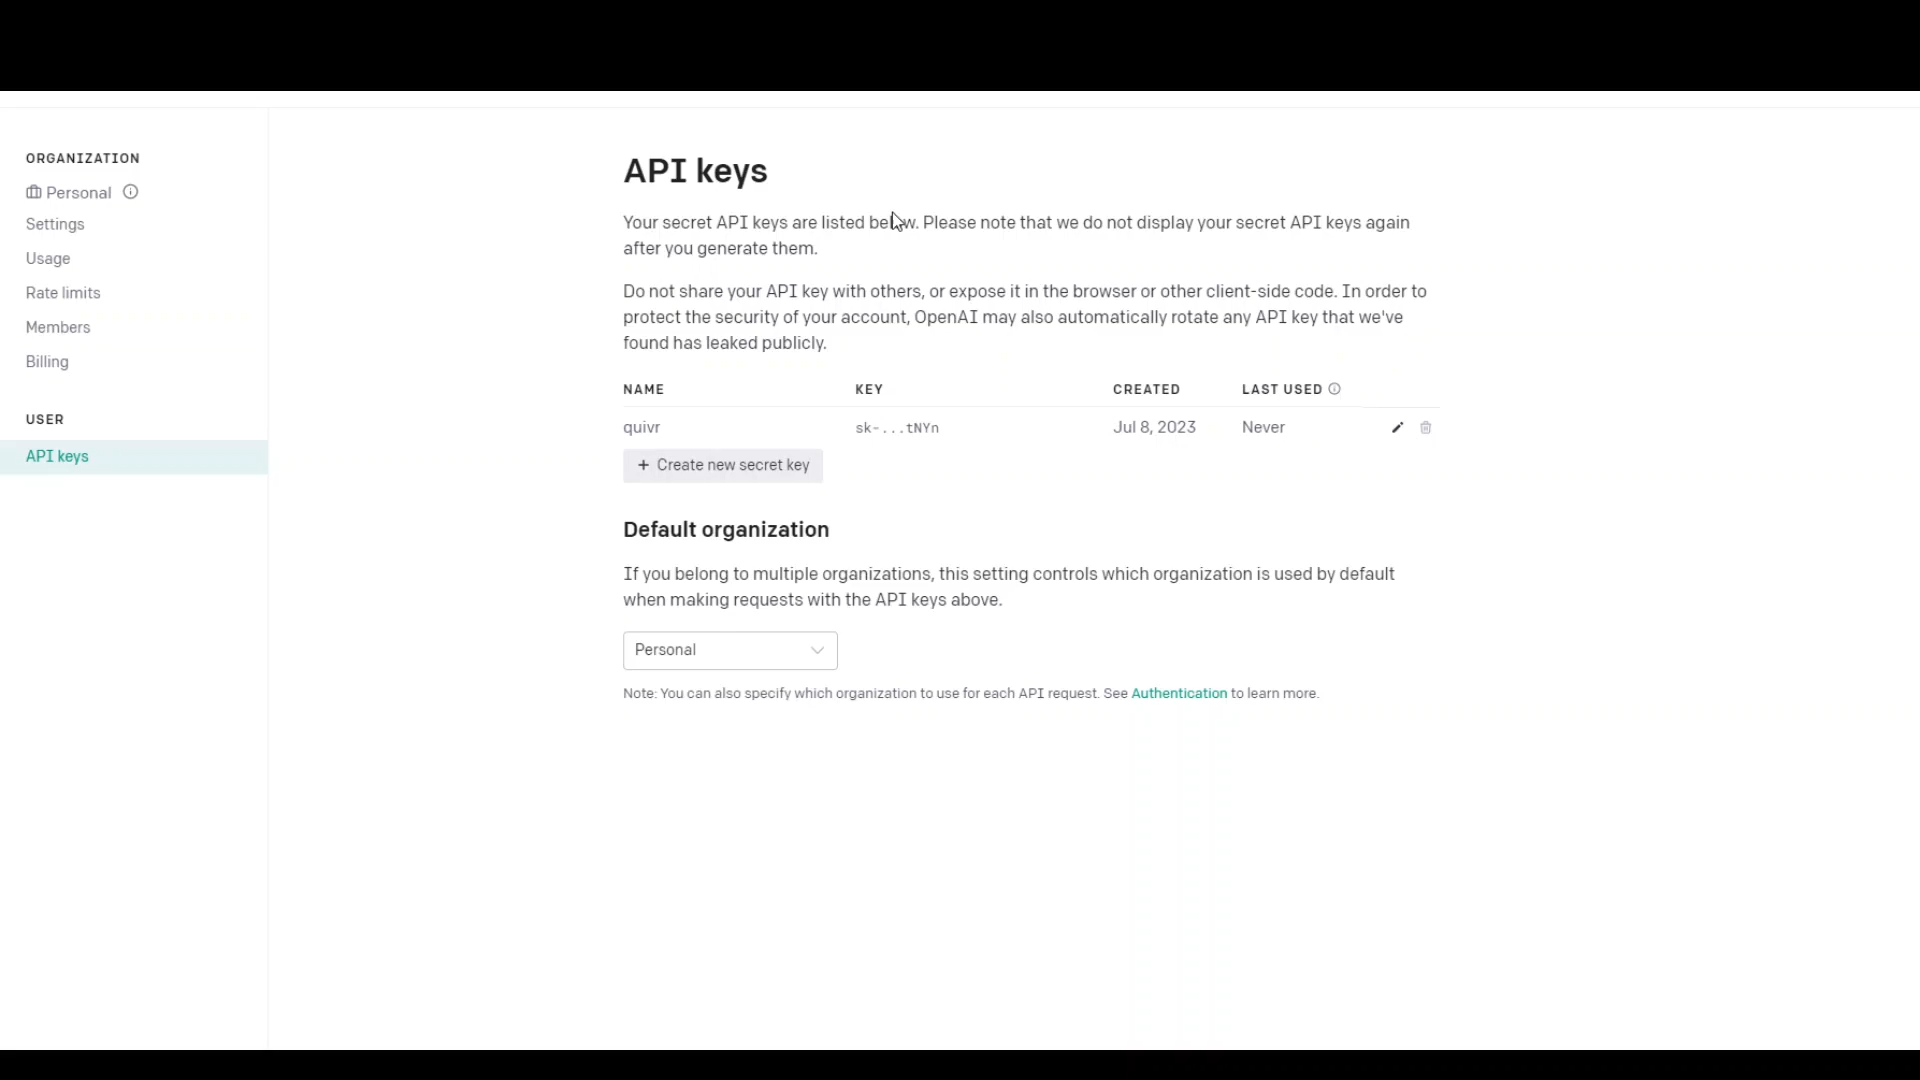 ORGANIZATION
Personal
Settings
Usage
Rate limits
Members
Billing
USER
API keys
API keys
Your secret API keys are listed below. Please note that we do not display your secret API keys again
after you generate them.
Do not share your API key with others, or expose it in the browser or other client-side code. In order to
protect the security of your account, OpenAI may also automatically rotate any API key that we've
found has leaked publicly.
NAME KEY CREATED LAST USED
quivr sk-...tNYn Jul 8, 2023 Never
+ Create new secret key
Default organization
If you belong to multiple organizations, this setting controls which organization is used by default
when making requests with the API keys above.
Personal
Note: You can also specify which organization to use for each API request. See Authentication to learn more.